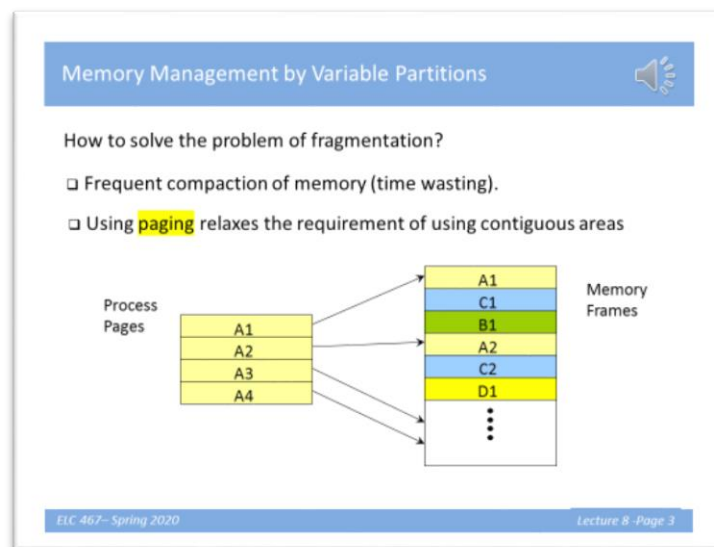 Memory Management by Variable Partitions
How to solve the problem of fragmentation?
❑ Frequent compaction of memory (time wasting).
❑ Using paging relaxes the requirement of using contiguous areas
Process
Pages
A1
A2
A3
A4
A1
C1
B1
A2
C2
D1
Memory
Frames
ELC 467– Spring 2020
Lecture 8 -Page 3